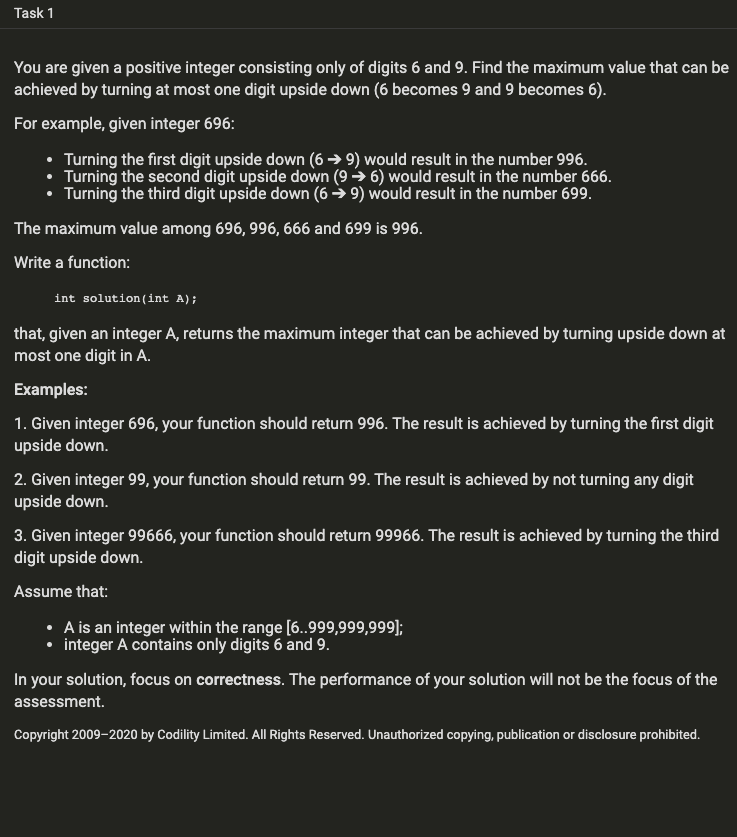 Task 1
You are given a positive integer consisting only of digits 6 and 9. Find the maximum value that can be
achieved by turning at most one digit upside down (6 becomes 9 and 9 becomes 6).
For example, given integer 696:
• Turning the first digit upside down (6 ➔ 9) would result in the number 996.
• Turning the second digit upside down (9 ➔ 6) would result in the number 666.
• Turning the third digit upside down (6 ➔ 9) would result in the number 699.
The maximum value among 696, 996, 666 and 699 is 996.
Write a function:
int solution(int A);
that, given an integer A, returns the maximum integer that can be achieved by turning upside down at
most one digit in A.
Examples:
1. Given integer 696, your function should return 996. The result is achieved by turning the first digit
upside down.
2. Given integer 99, your function should return 99. The result is achieved by not turning any digit
upside down.
3. Given integer 99666, your function should return 99966. The result is achieved by turning the third
digit upside down.
Assume that:
• A is an integer within the range [6..999,999,999];
• integer A contains only digits 6 and 9.
In your solution, focus on correctness. The performance of your solution will not be the focus of the
assessment.
Copyright 2009–2020 by Codility Limited. All Rights Reserved. Unauthorized copying, publication or disclosure prohibited.